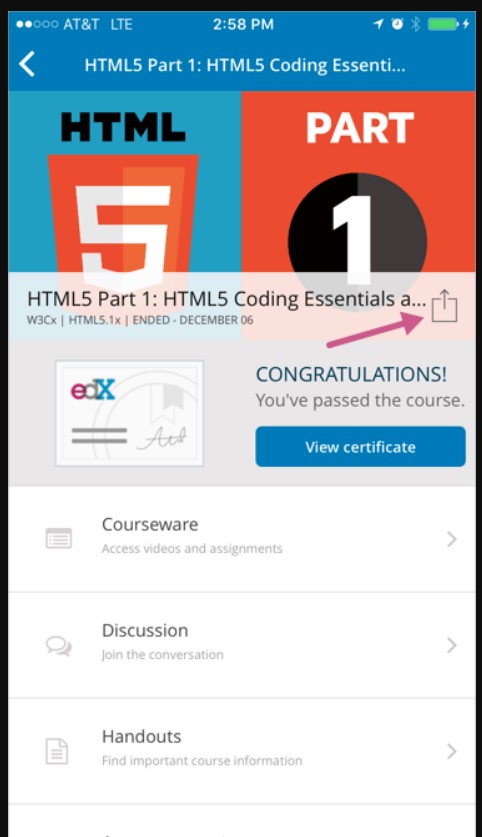 AT&T LTE 2:58 PM
HTML5 Part 1: HTML5 Coding Essenti...
HTML
PART
5
1
HTML5 Part 1: HTML5 Coding Essentials a...
W3Cx | HTML5.1x | ENDED - DECEMBER 06
edX
CONGRATULATIONS!
You've passed the course.
View certificate
Courseware
Access videos and assignments
Discussion
Join the conversation
Handouts
Find important course information